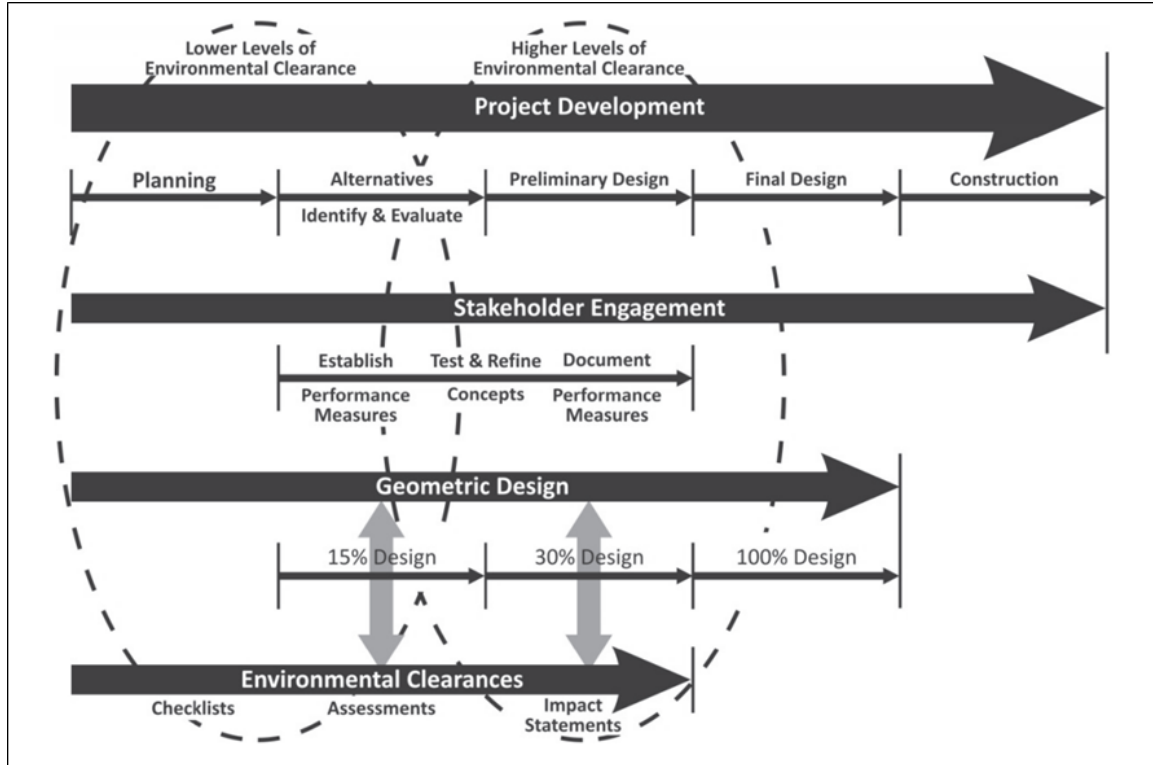 Lower Levels of
Environmental Clearance
Higher Levels of
Environmental Clearance
Project Development
Planning
Alternatives
Identify & Evaluate
Preliminary Design
Final Design
Construction
Stakeholder Engagement
Establish
Performance
Measures
Test & Refine
Concepts
Document
Performance
Measures
Geometric Design
15% Design
30% Design
100% Design
Environmental Clearances
Checklists
Assessments
Impact
Statements